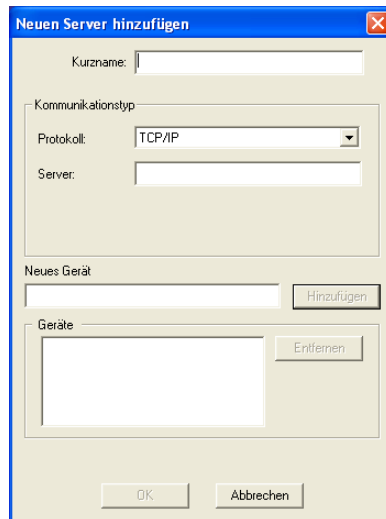 Neuen Server hinzufügen
Kurzname:
Kommunikationstyp
Protokoll: TCP/IP
Server:
Neues Gerät
Hinzufügen
Geräte
Entfernen
OK Abbrechen